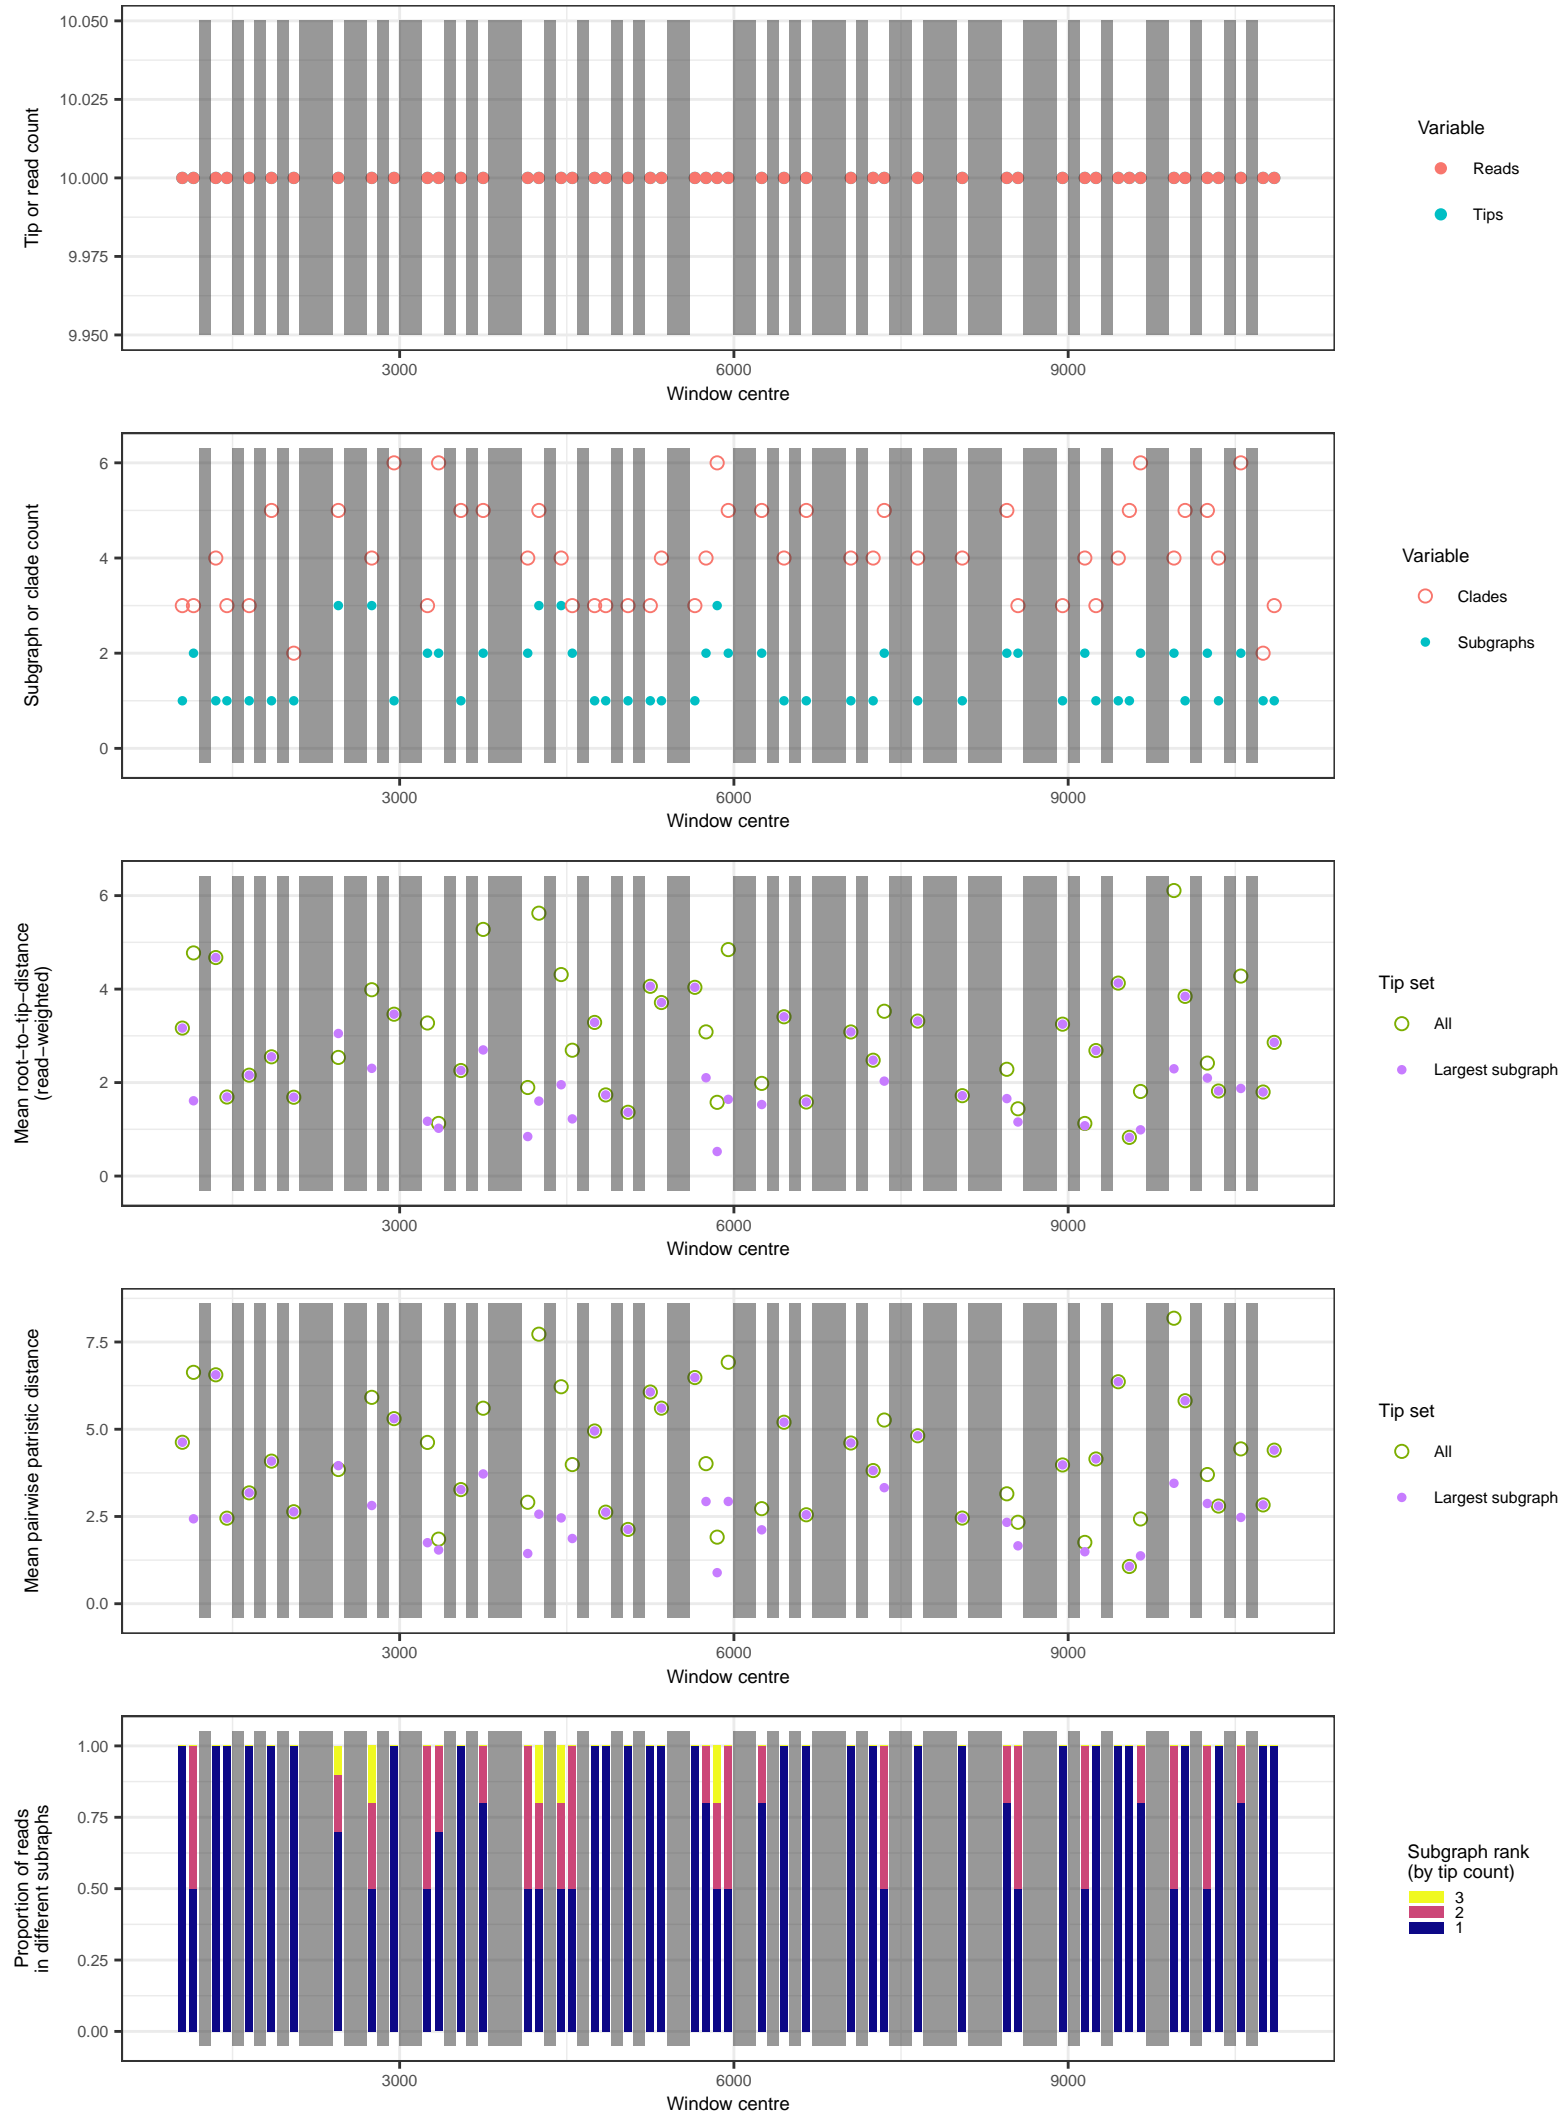 10.050
10.025
10.000
9.975
9.950
Tip or read count
3000
6000
9000
Window centre
Variable
Reads
Tips
6
4
2
0
Subgraph or clade count
3000
6000
9000
Window centre
Variable
Clades
Subgraphs
6
4
2
0
Mean root−to−tip−distance
(read−weighted)
3000
6000
9000
Window centre
Tip set
All
Largest subgraph
7.5
5.0
2.5
0.0
Mean pairwise patristic distance
3000
6000
9000
Window centre
Tip set
All
Largest subgraph
1.00
0.75
0.50
0.25
0.00
Proportion of reads
in different subraphs
3000
6000
9000
Window centre
Subgraph rank
(by tip count)
3
2
1